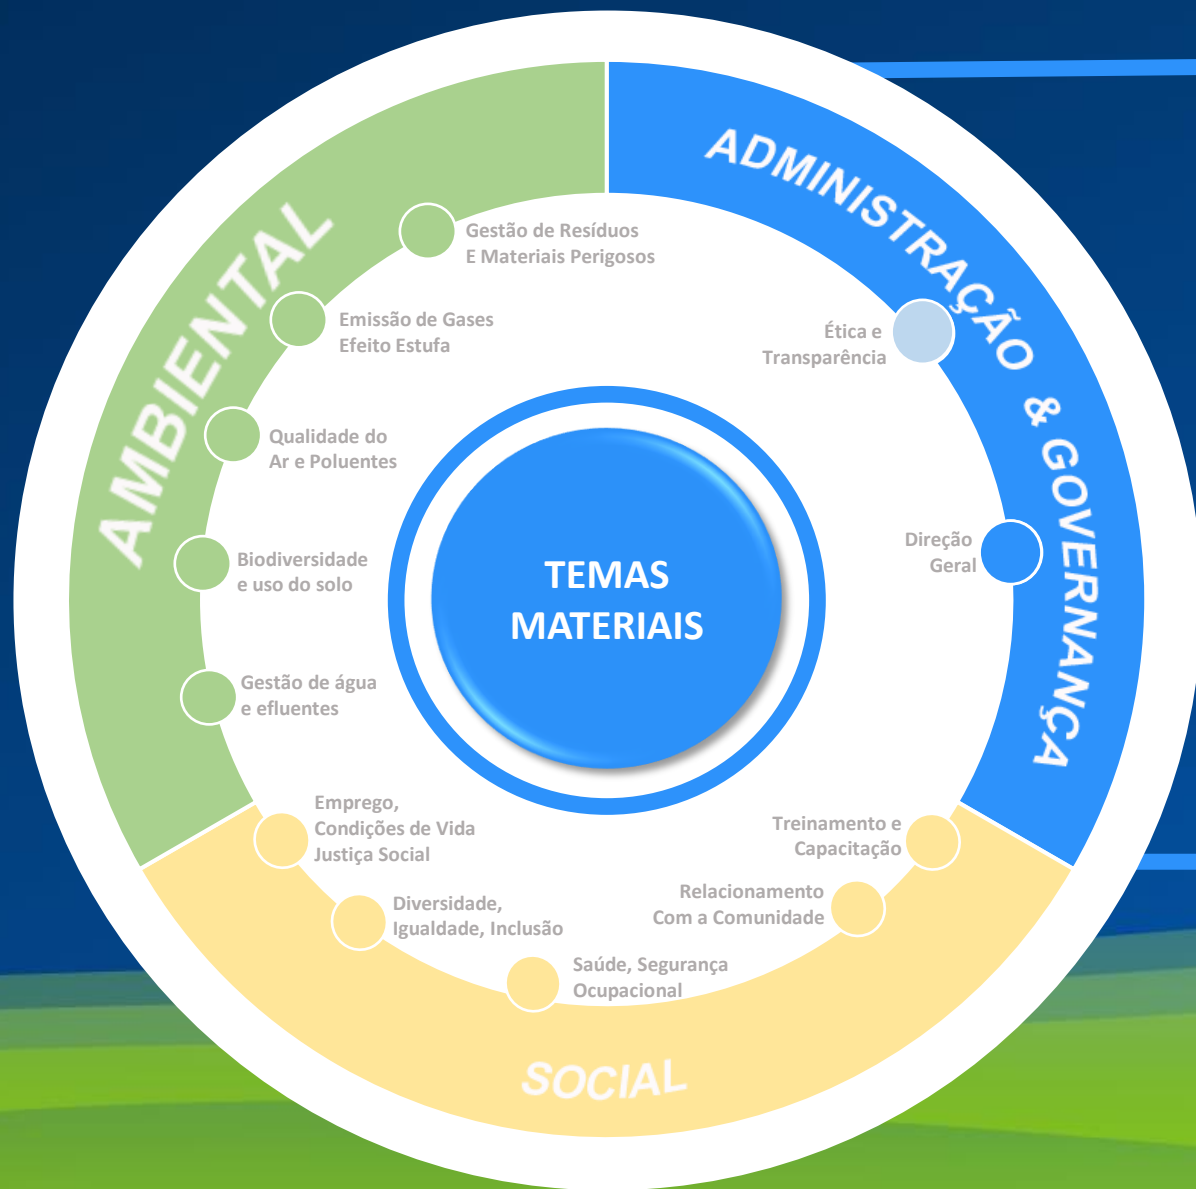 AMBIENTAL
Gestão de Resíduos
E Materiais Perigosos
Emissão de Gases
Efeito Estufa
Qualidade do
Ar e Poluentes
Biodiversidade
e uso do solo
Gestão de água
e efluentes
ADMINISTRAÇÃO & GOVERNANÇA
Ética e
Transparência
Direção
Geral
TEMAS
MATERIAIS
Emprego,
Condições de Vida
Justiça Social
Diversidade,
Igualdade, Inclusão
Saúde, Segurança
Ocupacional
Relacionamento
Com a Comunidade
Treinamento e
Capacitação
SOCIAL